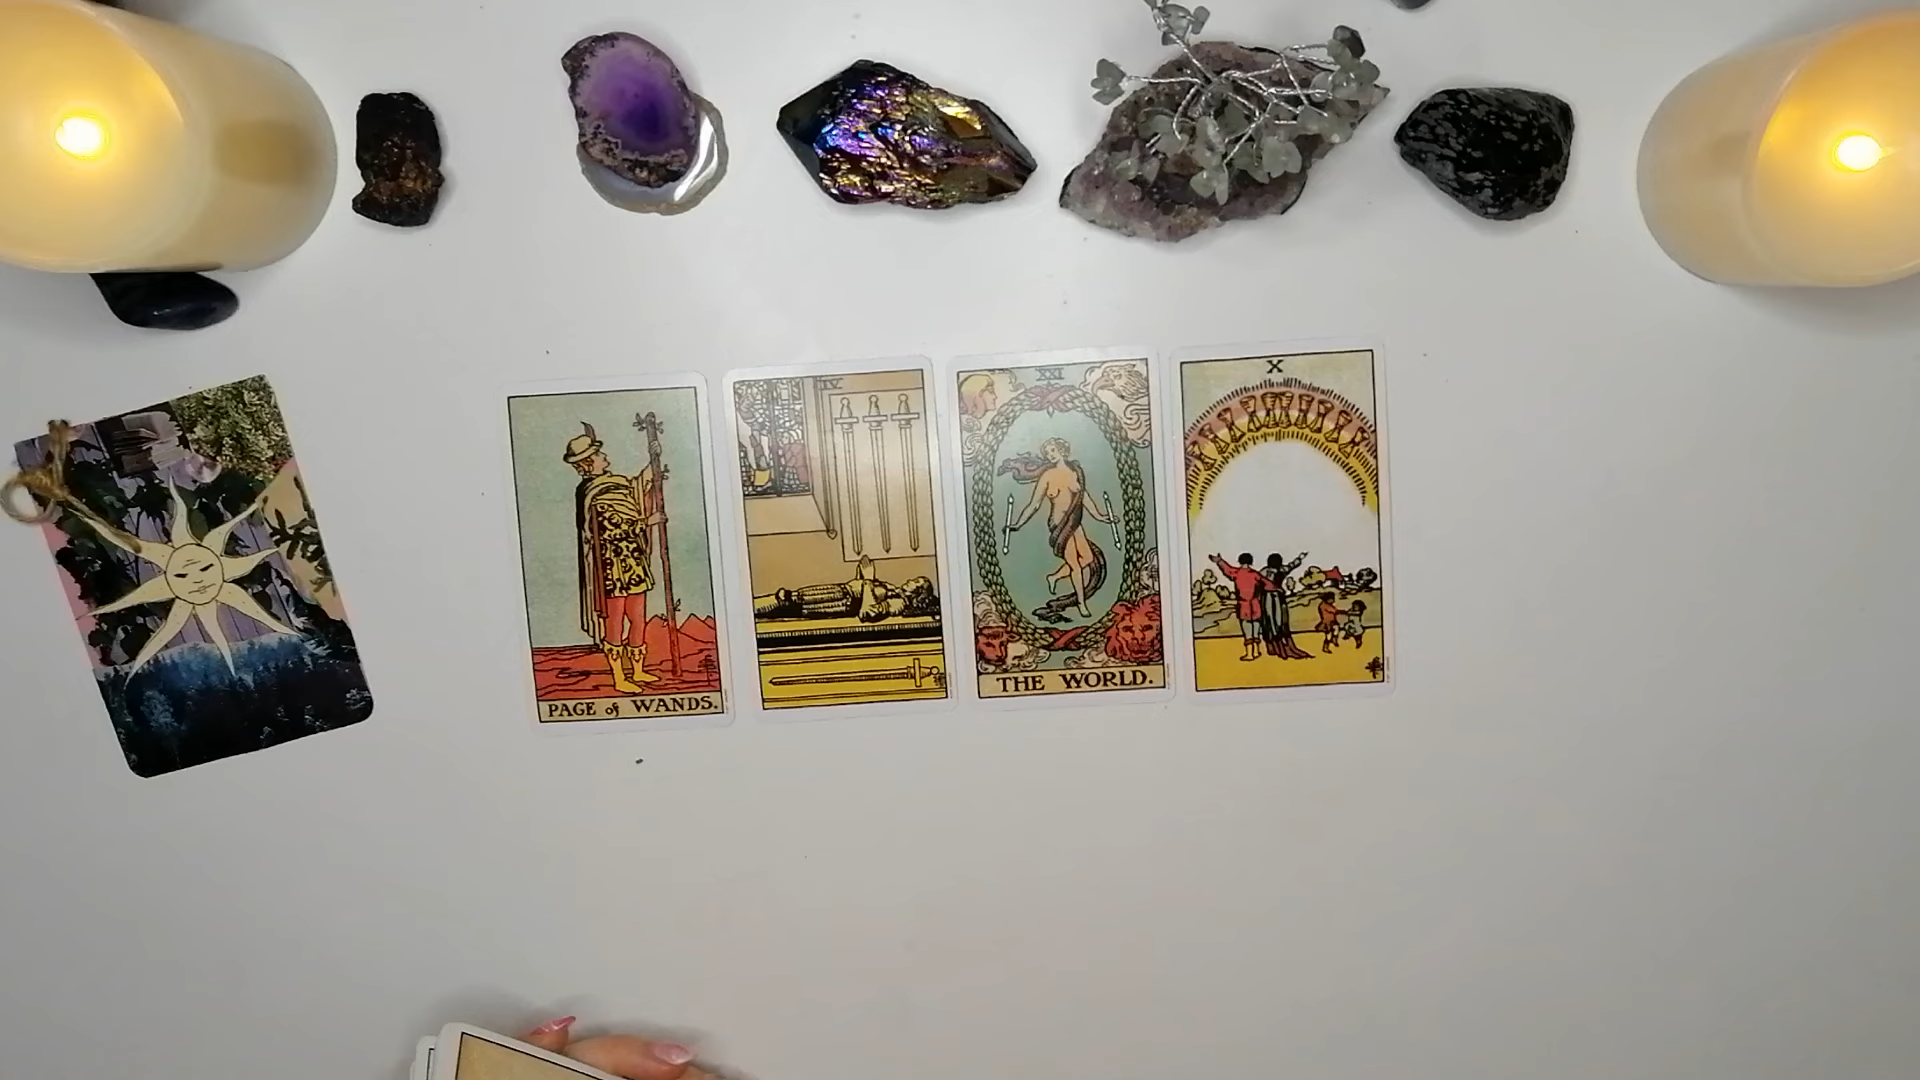 PAGE of WANDS.
IV
XXI
THE WORLD.
X